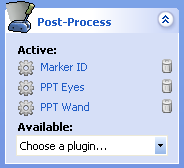 Post-Process
Active:
Marker ID
PPT Eyes
PPT Wand
Available:
Choose a plugin...